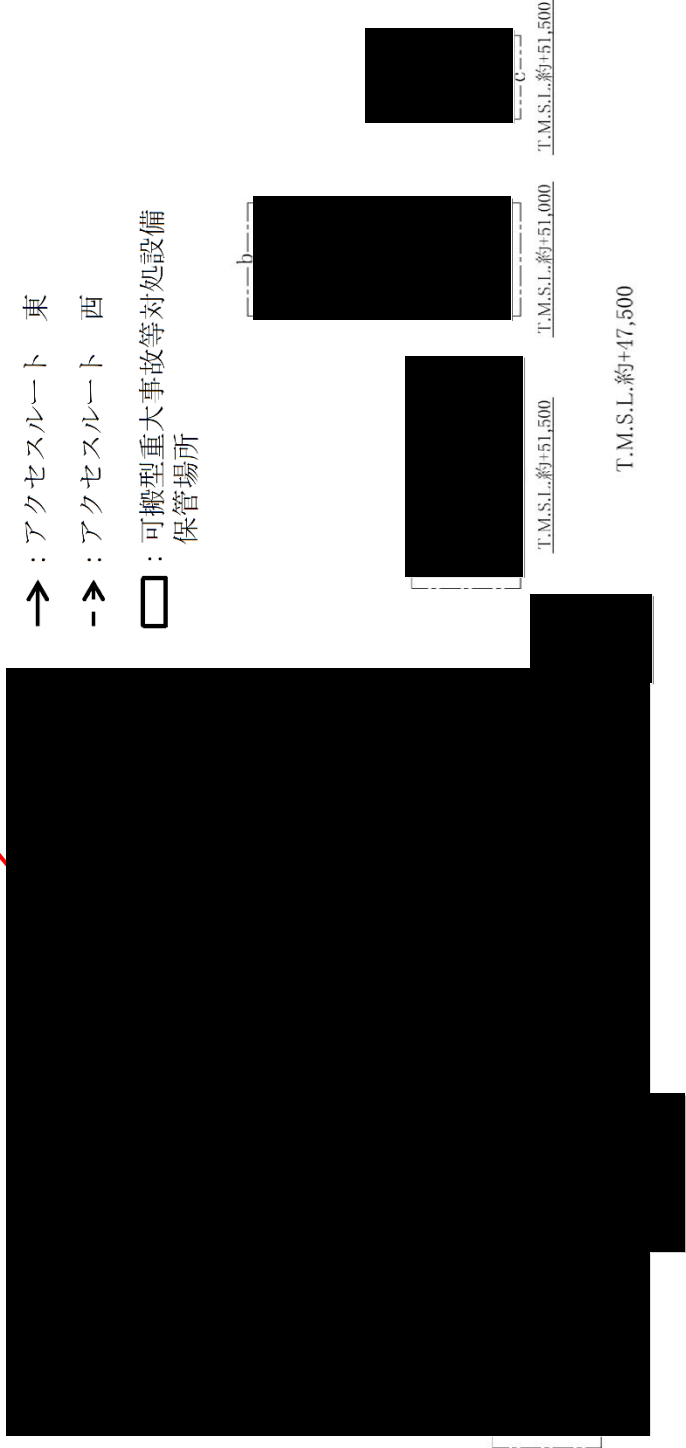 →：アクセスルート　東
⇢：アクセスルート　西
：可搬型重大事故等対処設備
保管場所
T.M.S.L.約+51,500
b
T.M.S.L.約+51,000
c
T.M.S.L.約+51,500
T.M.S.L.約+47,500